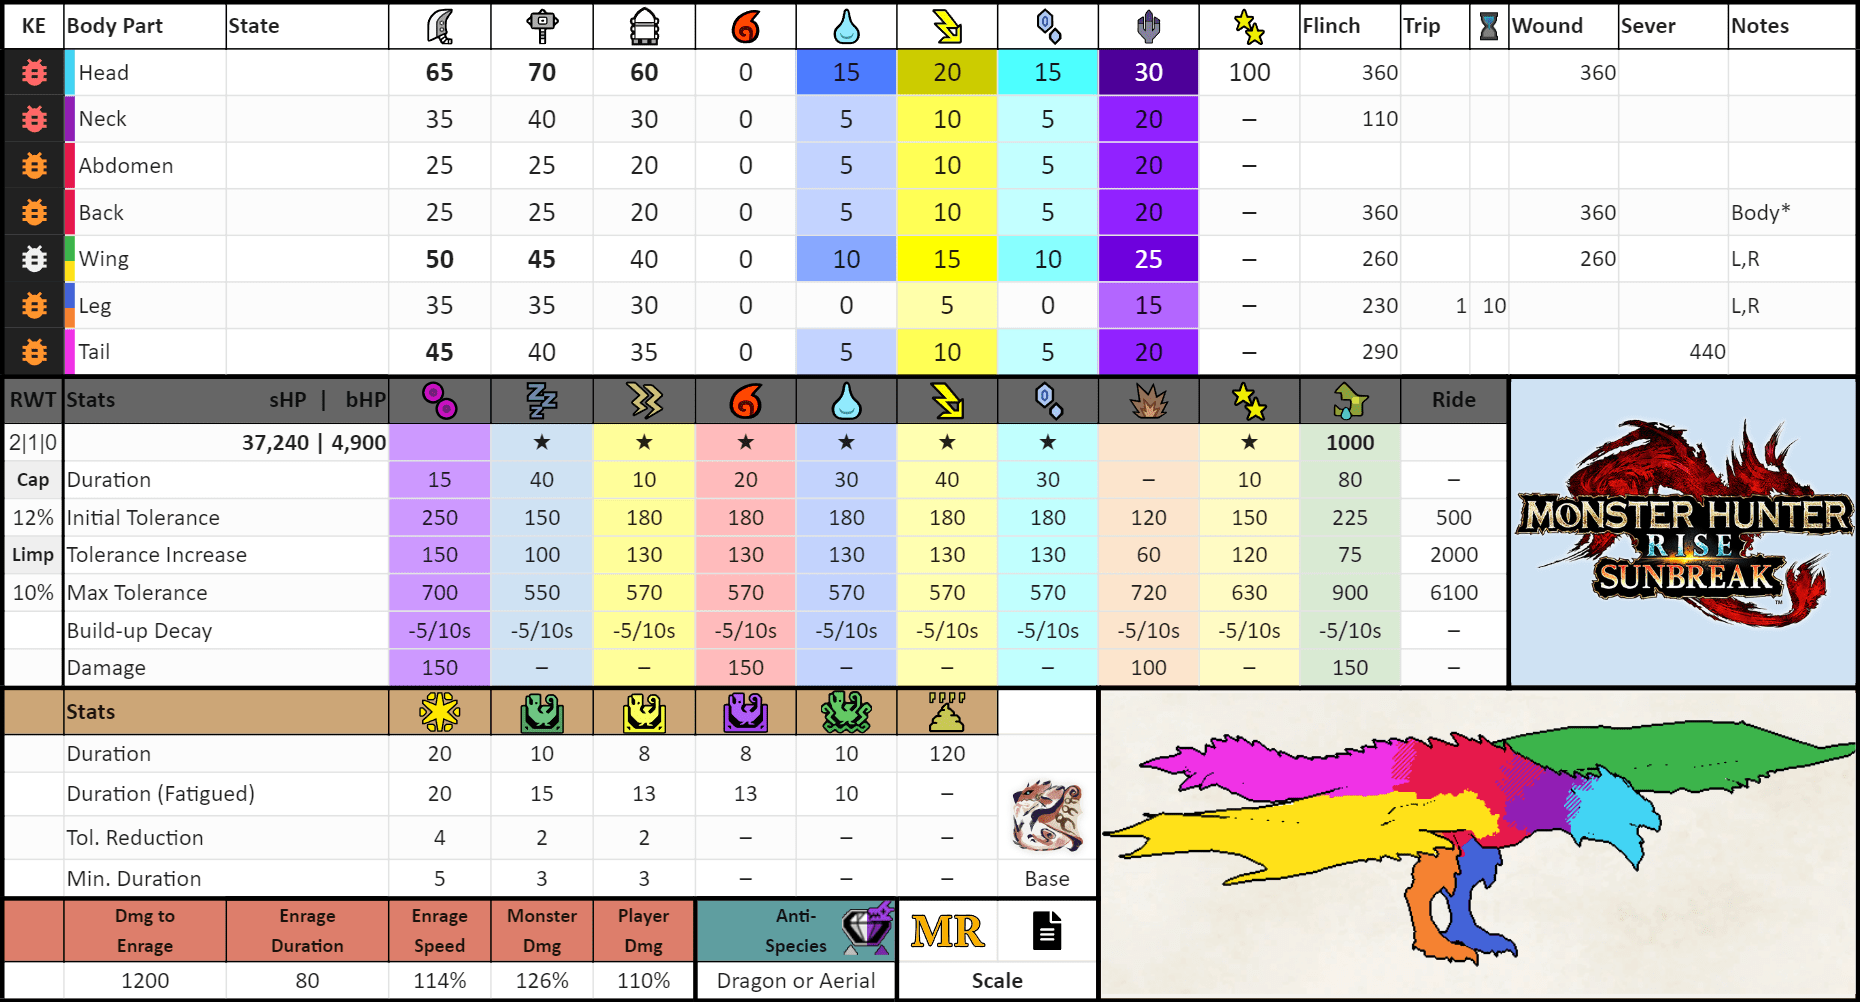 KE Body Part State Flinch Trip Wound Sever Notes
Head 65 70 60 0 15 20 15 30 100 360 360
Neck 35 40 30 0 5 10 5 20 – 110
Abdomen 25 25 20 0 5 10 5 20 –
Back 25 25 20 0 5 10 5 20 – 360 360 Body*
Wing 50 45 40 0 10 15 10 25 – 260 260 L,R
Leg 35 35 30 0 0 5 0 15 – 230 1 10 L,R
Tail 45 40 35 0 5 10 5 20 – 290 440
RWT Stats sHP | bHP Ride
2|1|0 37,240 | 4,900 ★ ★ ★ ★ ★ ★ ★ 1000
Cap Duration 15 40 10 20 30 40 30 – 10 80 –
12% Initial Tolerance 250 150 180 180 180 180 180 120 150 225 500
Limp Tolerance Increase 150 100 130 130 130 130 130 60 120 75 2000
10% Max Tolerance 700 550 570 570 570 570 570 720 630 900 6100
Build-up Decay -5/10s -5/10s -5/10s -5/10s -5/10s -5/10s -5/10s -5/10s -5/10s -5/10s –
Damage 150 – – 150 – – – 100 – 150 –
MONSTER HUNTER
RISE
SUNBREAK
™
Stats
Duration 20 10 8 8 10 120
Duration (Fatigued) 20 15 13 13 10 –
Tol. Reduction 4 2 2 – – –
Min. Duration 5 3 3 – – – Base
Dmg to Enrage Enrage Monster Player Anti-
Enrage Duration Speed Dmg Dmg Species MR
1200 80 114% 126% 110% Dragon or Aerial Scale